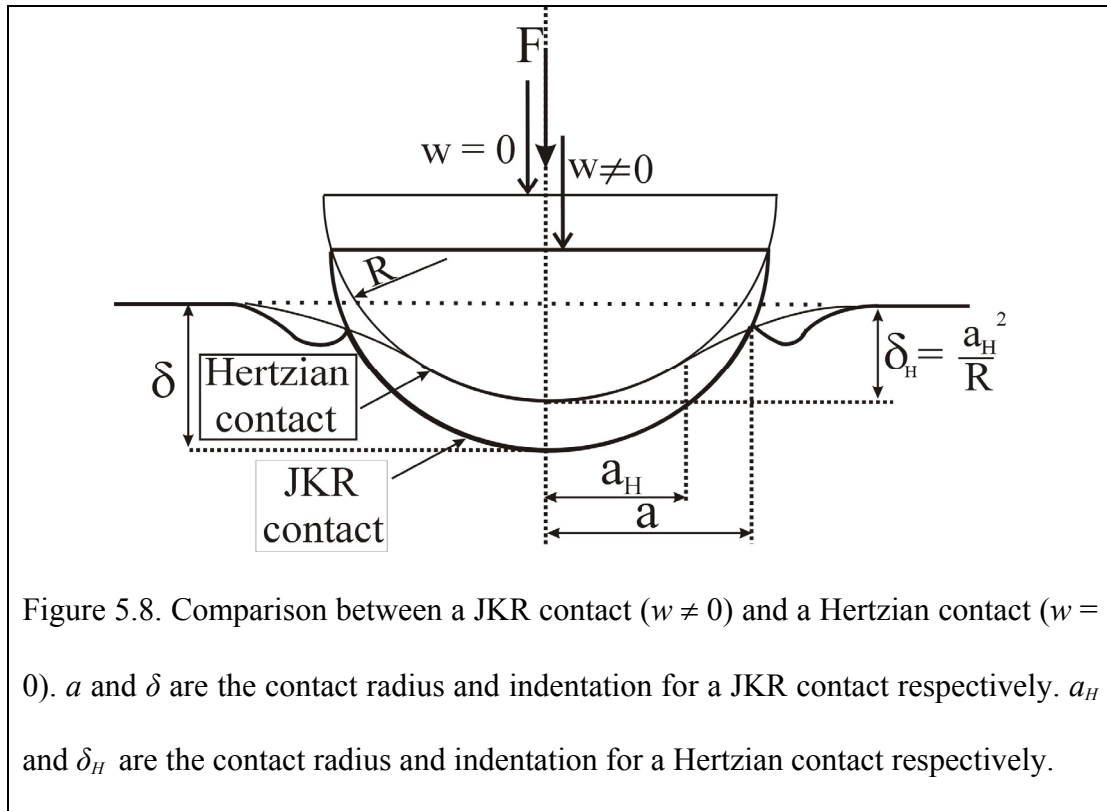 F
w = 0
w≠0
R
δ
δH = aH² / R
Hertzian
contact
JKR
contact
aH
a
Figure 5.8. Comparison between a JKR contact (w ≠ 0) and a Hertzian contact (w =
0). a and δ are the contact radius and indentation for a JKR contact respectively. aH
and δH are the contact radius and indentation for a Hertzian contact respectively.